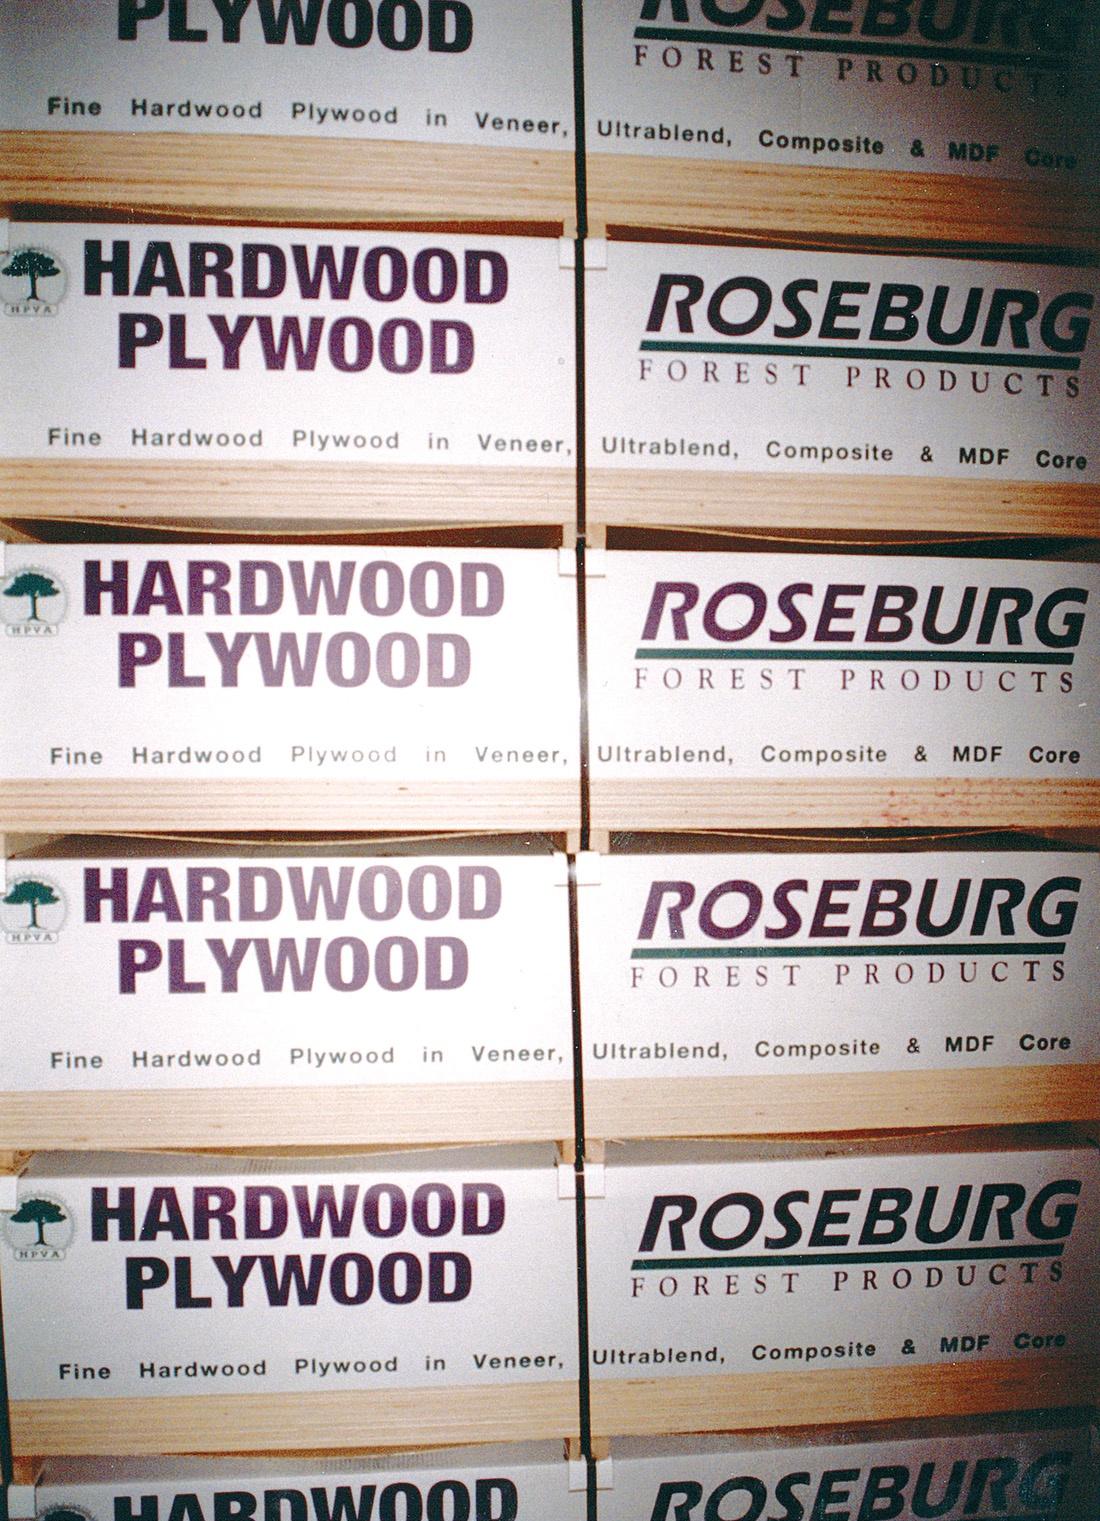 PLYWOOD
ROSEBURG
FOREST PRODUCTS
Fine Hardwood Plywood in Veneer, Ultrablend, Composite & MDF Core
HPVA
HARDWOOD
PLYWOOD
ROSEBURG
FOREST PRODUCTS
Fine Hardwood Plywood in Veneer, Ultrablend, Composite & MDF Core
HPVA
HARDWOOD
PLYWOOD
ROSEBURG
FOREST PRODUCTS
Fine Hardwood Plywood in Veneer, Ultrablend, Composite & MDF Core
HPVA
HARDWOOD
PLYWOOD
ROSEBURG
FOREST PRODUCTS
Fine Hardwood Plywood in Veneer, Ultrablend, Composite & MDF Core
HPVA
HARDWOOD
PLYWOOD
ROSEBURG
FOREST PRODUCTS
Fine Hardwood Plywood in Veneer, Ultrablend, Composite & MDF Core
HARDWOOD
ROSEBURG